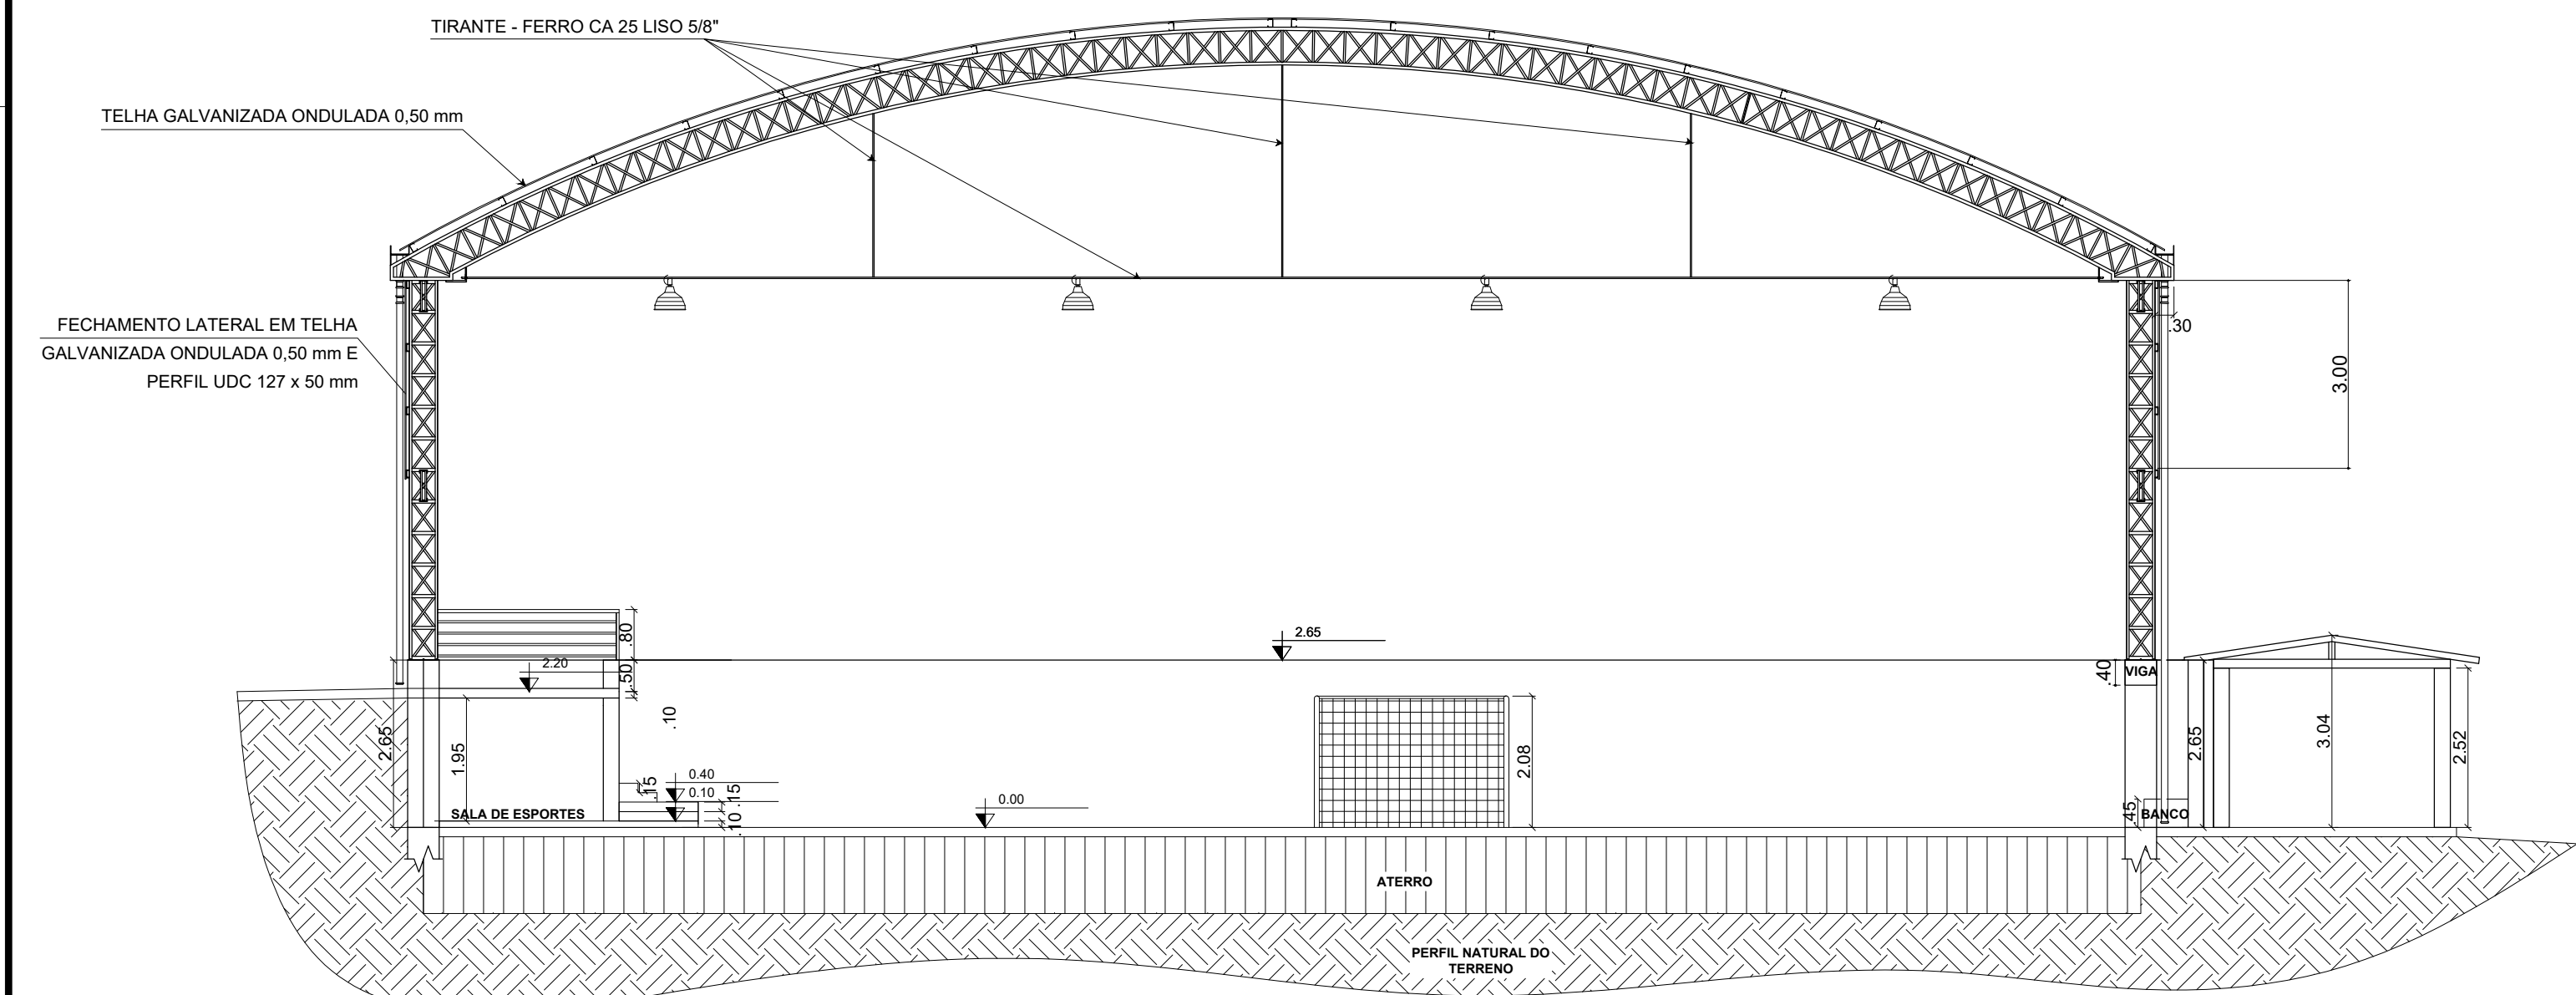 TIRANTE - FERRO CA 25 LISO 5/8"
TELHA GALVANIZADA ONDULADA 0,50 mm
FECHAMENTO LATERAL EM TELHA
GALVANIZADA ONDULADA 0,50 mm E
PERFIL UDC 127 x 50 mm
.30
3.00
.80
2.65
2.20
.50
.40
VIGA
.10
2.65
1.95
2.08
2.65
3.04
2.52
0.40
.15
0.10
.15
0.00
SALA DE ESPORTES
.10
.45
BANCO
ATERRO
PERFIL NATURAL DO
TERRENO